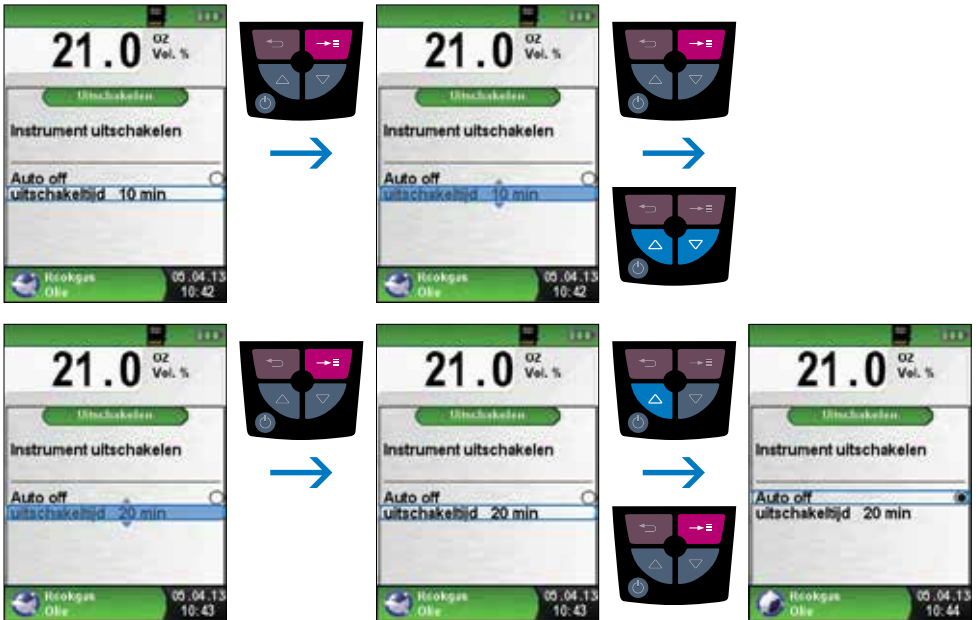 21.0 O2
Vol. %
Uitschakelen
Instrument uitschakelen
Auto off
uitschakeltijd 10 min
Rookgas
Olie
05.04.13
10:42
21.0 O2
Vol. %
Uitschakelen
Instrument uitschakelen
Auto off
uitschakeltijd 10 min
Rookgas
Olie
05.04.13
10:42
21.0 O2
Vol. %
Uitschakelen
Instrument uitschakelen
Auto off
uitschakeltijd 20 min
Rookgas
Olie
05.04.13
10:43
21.0 O2
Vol. %
Uitschakelen
Instrument uitschakelen
Auto off
uitschakeltijd 20 min
Rookgas
Olie
05.04.13
10:43
21.0 O2
Vol. %
Uitschakelen
Instrument uitschakelen
Auto off
uitschakeltijd 20 min
Rookgas
Olie
05.04.13
10:44